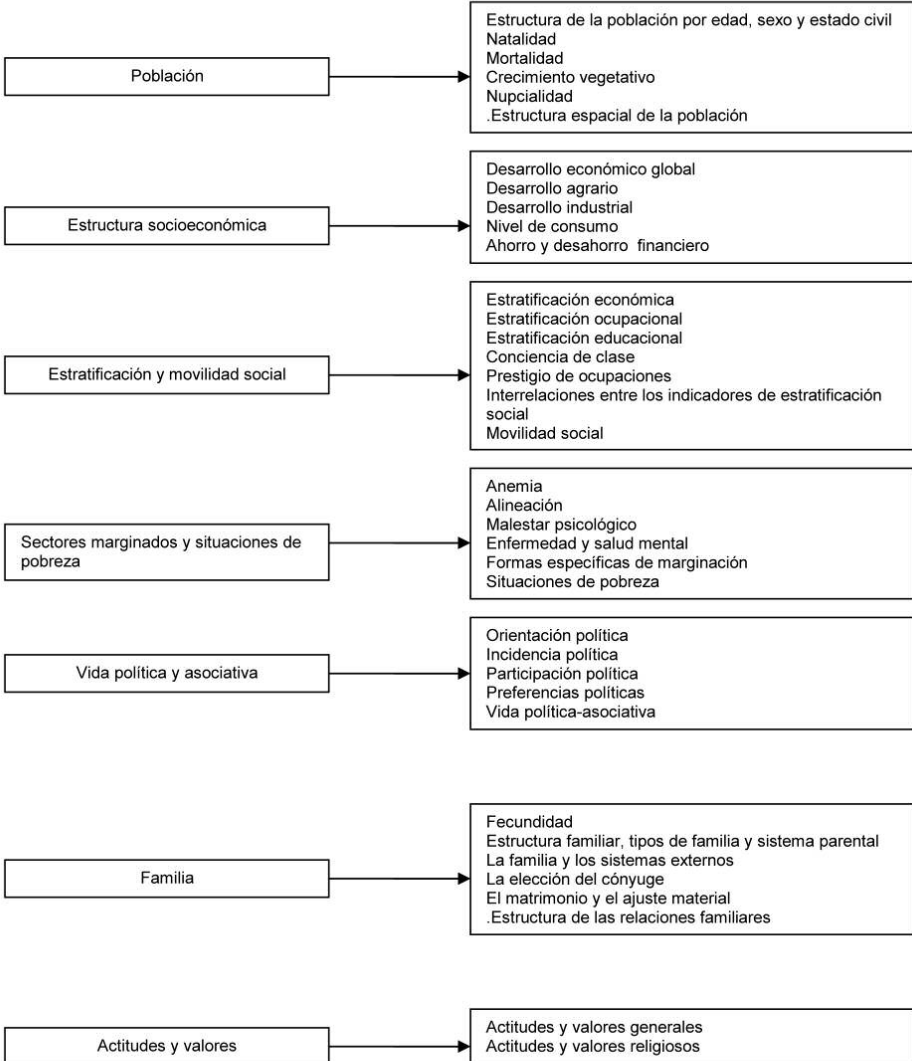 Población
Estructura de la población por edad, sexo y estado civil
Natalidad
Mortalidad
Crecimiento vegetativo
Nupcialidad
.Estructura espacial de la población
Estructura socioeconómica
Desarrollo económico global
Desarrollo agrario
Desarrollo industrial
Nivel de consumo
Ahorro y desahorro financiero
Estratificación y movilidad social
Estratificación económica
Estratificación ocupacional
Estratificación educacional
Conciencia de clase
Prestigio de ocupaciones
Interrelaciones entre los indicadores de estratificación
social
Movilidad social
Sectores marginados y situaciones de
pobreza
Anemia
Alineación
Malestar psicológico
Enfermedad y salud mental
Formas específicas de marginación
Situaciones de pobreza
Vida política y asociativa
Orientación política
Incidencia política
Participación política
Preferencias políticas
Vida política-asociativa
Familia
Fecundidad
Estructura familiar, tipos de familia y sistema parental
La familia y los sistemas externos
La elección del cónyuge
El matrimonio y el ajuste material
.Estructura de las relaciones familiares
Actitudes y valores
Actitudes y valores generales
Actitudes y valores religiosos